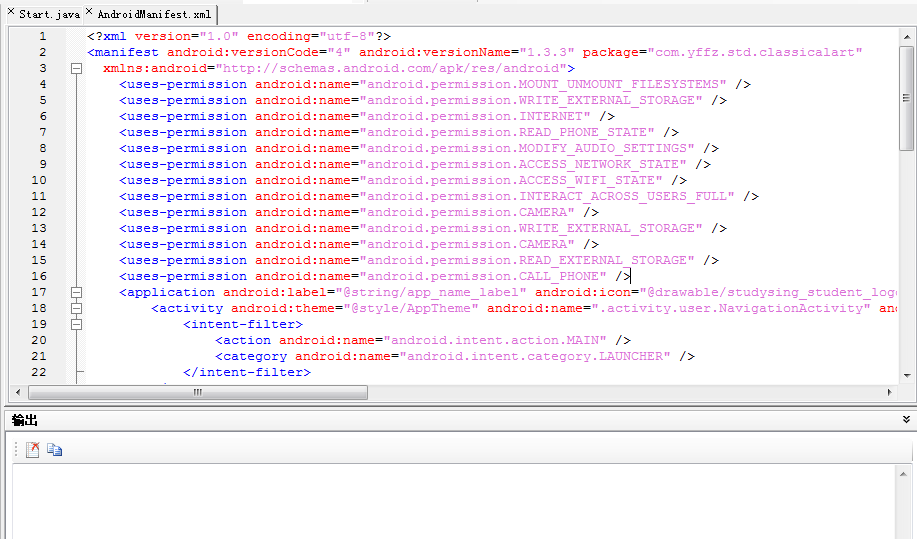 Start.java AndroidManifest.xml
1 <?xml version="1.0" encoding="utf-8"?>
2 <manifest android:versionCode="4" android:versionName="1.3.3" package="com.yffz.std.classicalart"
3 xmlns:android="http://schemas.android.com/apk/res/android">
4 <uses-permission android:name="android.permission.MOUNT_UNMOUNT_FILESYSTEMS" />
5 <uses-permission android:name="android.permission.WRITE_EXTERNAL_STORAGE" />
6 <uses-permission android:name="android.permission.INTERNET" />
7 <uses-permission android:name="android.permission.READ_PHONE_STATE" />
8 <uses-permission android:name="android.permission.MODIFY_AUDIO_SETTINGS" />
9 <uses-permission android:name="android.permission.ACCESS_NETWORK_STATE" />
10 <uses-permission android:name="android.permission.ACCESS_WIFI_STATE" />
11 <uses-permission android:name="android.permission.INTERACT_ACROSS_USERS_FULL" />
12 <uses-permission android:name="android.permission.CAMERA" />
13 <uses-permission android:name="android.permission.WRITE_EXTERNAL_STORAGE" />
14 <uses-permission android:name="android.permission.CAMERA" />
15 <uses-permission android:name="android.permission.READ_EXTERNAL_STORAGE" />
16 <uses-permission android:name="android.permission.CALL_PHONE" />
17 <application android:label="@string/app_name_label" android:icon="@drawable/studysing_student_logo
18 <activity android:theme="@style/AppTheme" android:name=".activity.user.NavigationActivity" an
19 <intent-filter>
20 <action android:name="android.intent.action.MAIN" />
21 <category android:name="android.intent.category.LAUNCHER" />
22 </intent-filter>
输出